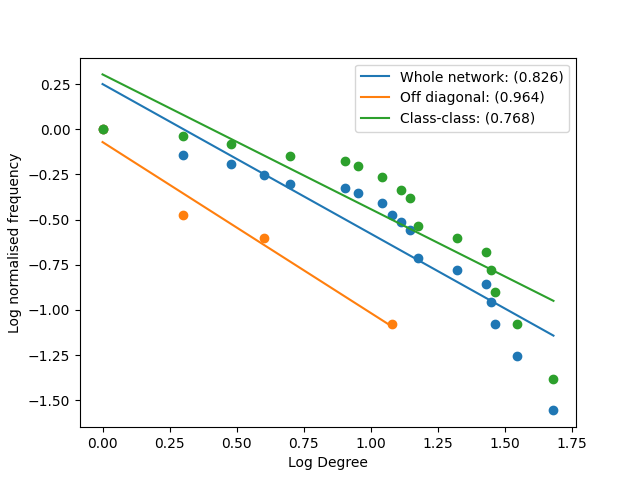 Whole network: (0.826)
Off diagonal: (0.964)
Class-class: (0.768)
Log normalised frequency
0.25
0.00
−0.25
−0.50
−0.75
−1.00
−1.25
−1.50
0.00 0.25 0.50 0.75 1.00 1.25 1.50 1.75
Log Degree